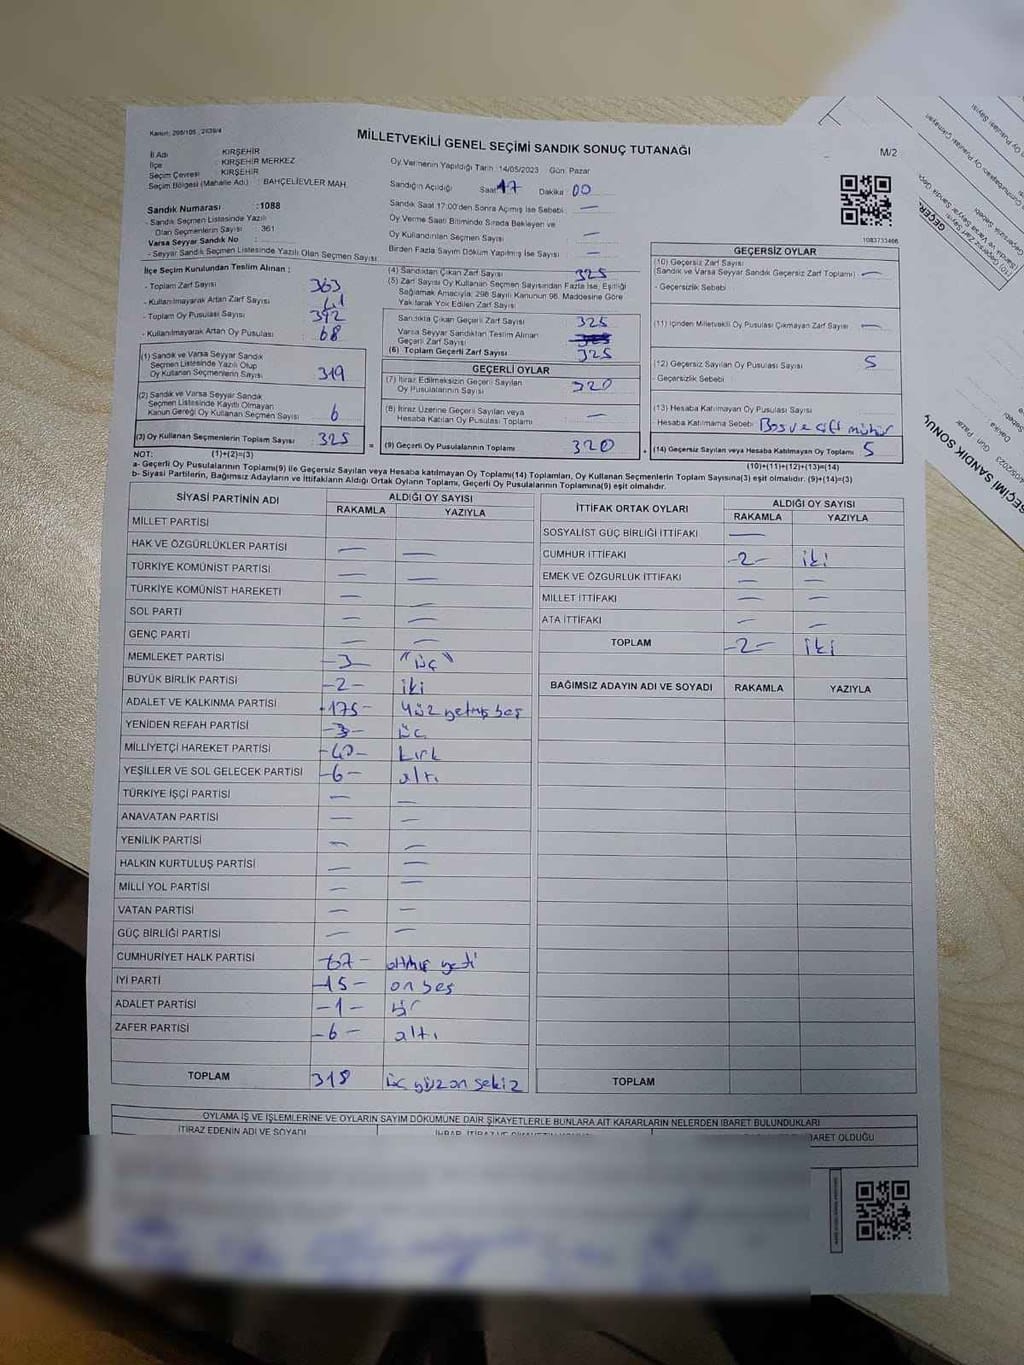 Kanun: 298/105 , 2839/4
MİLLETVEKİLİ GENEL SEÇİMİ SANDIK SONUÇ TUTANAĞI
M/2
İl Adı : KIRŞEHİR
İlçe : KIRŞEHİR MERKEZ
Seçim Çevresi : KIRŞEHİR
Seçim Bölgesi (Mahalle Adı) : BAHÇELİEVLER MAH.
Oy Vermenin Yapıldığı Tarih :14/05/2023 Gün: Pazar
Sandığın Açıldığı Saat 17 Dakika 00
Sandık Saat 17:00'den Sonra Açılmış İse Sebebi : —
Oy Verme Saati Bitiminde Sırada Bekleyen ve
Oy Kullandırılan Seçmen Sayısı : —
Birden Fazla Sayım Döküm Yapılmış İse Sayısı : —
Sandık Numarası :1088
- Sandık Seçmen Listesinde Yazılı
Olan Seçmenlerin Sayısı : 361
Varsa Seyyar Sandık No :
- Seyyar Sandık Seçmen Listesinde Yazılı Olan Seçmen Sayısı
1083733466
İlçe Seçim Kurulundan Teslim Alınan :
- Toplam Zarf Sayısı : 363
- Kullanılmayarak Artan Zarf Sayısı : 41
- Toplam Oy Pusulası Sayısı : 392
- Kullanılmayarak Artan Oy Pusulası : 68
(1) Sandık ve Varsa Seyyar Sandık
Seçmen Listesinde Yazılı Olup
Oy Kullanan Seçmenlerin Sayısı 319
(2) Sandık ve Varsa Seyyar Sandık
Seçmen Listesinde Kayıtlı Olmayan
Kanun Gereği Oy Kullanan Seçmen Sayısı 6
(3) Oy Kullanan Seçmenlerin Toplam Sayısı 325
(4) Sandıktan Çıkan Zarf Sayısı 325
(5) Zarf Sayısı Oy Kullanan Seçmen Sayısından Fazla İse, Eşitliği
Sağlamak Amacıyla; 298 Sayılı Kanunun 98. Maddesine Göre
Yakılarak Yok Edilen Zarf Sayısı
Sandıkta Çıkan Geçerli Zarf Sayısı 325
Varsa Seyyar Sandıktan Teslim Alınan
Geçerli Zarf Sayısı
(6) Toplam Geçerli Zarf Sayısı 325
GEÇERLİ OYLAR
(7) İtiraz Edilmeksizin Geçerli Sayılan
Oy Pusulalarının Sayısı 320
(8) İtiraz Üzerine Geçerli Sayılan veya
Hesaba Katılan Oy Pusulası Toplamı —
= (9) Geçerli Oy Pusulalarının Toplamı 320
GEÇERSİZ OYLAR
(10) Geçersiz Zarf Sayısı
(Sandık ve Varsa Seyyar Sandık Geçersiz Zarf Toplamı) —
- Geçersizlik Sebebi :
(11) İçinden Milletvekili Oy Pusulası Çıkmayan Zarf Sayısı —
(12) Geçersiz Sayılan Oy Pusulası Sayısı 5
- Geçersizlik Sebebi :
(13) Hesaba Katılmayan Oy Pusulası Sayısı
Hesaba Katılmama Sebebi : Boş ve çift mühür
+ (14) Geçersiz Sayılan veya Hesaba Katılmayan Oy Toplamı 5
NOT: (1)+(2)=(3)
(10)+(11)+(12)+(13)=(14)
a- Geçerli Oy Pusulalarının Toplamı(9) ile Geçersiz Sayılan veya Hesaba katılmayan Oy Toplamı(14) Toplamları, Oy Kullanan Seçmenlerin Toplam Sayısına(3) eşit olmalıdır. (9)+(14)=(3)
b- Siyasi Partilerin, Bağımsız Adayların ve İttifakların Aldığı Ortak Oyların Toplamı, Geçerli Oy Pusulalarının Toplamına(9) eşit olmalıdır.
SİYASİ PARTİNİN ADI ALDIĞI OY SAYISI
RAKAMLA YAZIYLA
MİLLET PARTİSİ
HAK VE ÖZGÜRLÜKLER PARTİSİ — —
TÜRKİYE KOMÜNİST PARTİSİ — —
TÜRKİYE KOMÜNİST HAREKETİ —
SOL PARTİ — —
GENÇ PARTİ — —
MEMLEKET PARTİSİ -3- "üç"
BÜYÜK BİRLİK PARTİSİ -2- iki
ADALET VE KALKINMA PARTİSİ -175- Yüz yetmiş beş
YENİDEN REFAH PARTİSİ -3- üç
MİLLİYETÇİ HAREKET PARTİSİ -40- kırk
YEŞİLLER VE SOL GELECEK PARTİSİ -6- altı
TÜRKİYE İŞÇİ PARTİSİ — —
ANAVATAN PARTİSİ — —
YENİLİK PARTİSİ — —
HALKIN KURTULUŞ PARTİSİ — —
MİLLİ YOL PARTİSİ — —
VATAN PARTİSİ — —
GÜÇ BİRLİĞİ PARTİSİ — —
CUMHURİYET HALK PARTİSİ -67- altmış yedi
İYİ PARTİ -15- on beş
ADALET PARTİSİ -1- bir
ZAFER PARTİSİ -6- altı
TOPLAM 318 üç yüz on sekiz
İTTİFAK ORTAK OYLARI ALDIĞI OY SAYISI
RAKAMLA YAZIYLA
SOSYALİST GÜÇ BİRLİĞİ İTTİFAKI —
CUMHUR İTTİFAKI -2- iki
EMEK VE ÖZGÜRLÜK İTTİFAKI — —
MİLLET İTTİFAKI — —
ATA İTTİFAKI — —
TOPLAM -2- iki
BAĞIMSIZ ADAYIN ADI VE SOYADI RAKAMLA YAZIYLA
TOPLAM
OYLAMA İŞ VE İŞLEMLERİNE VE OYLARIN SAYIM DÖKÜMÜNE DAİR ŞİKAYETLERLE BUNLARA AİT KARARLARIN NELERDEN İBARET BULUNDUKLARI
İTİRAZ EDENİN ADI VE SOYADI
İBARET OLDUĞU